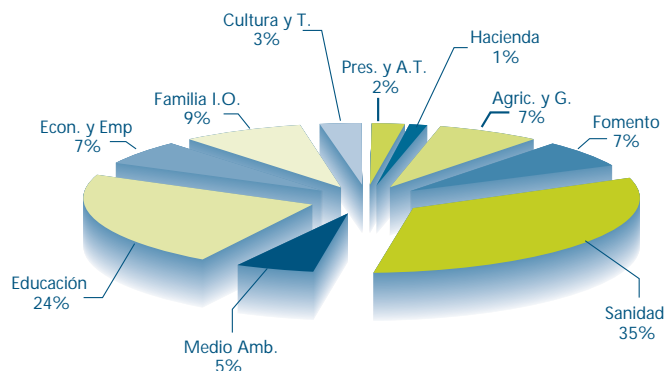 Cultura y T.
3%
Pres. y A.T.
2%
Hacienda
1%
Familia I.O.
9%
Agric. y G.
7%
Econ. y Emp
7%
Fomento
7%
Educación
24%
Medio Amb.
5%
Sanidad
35%